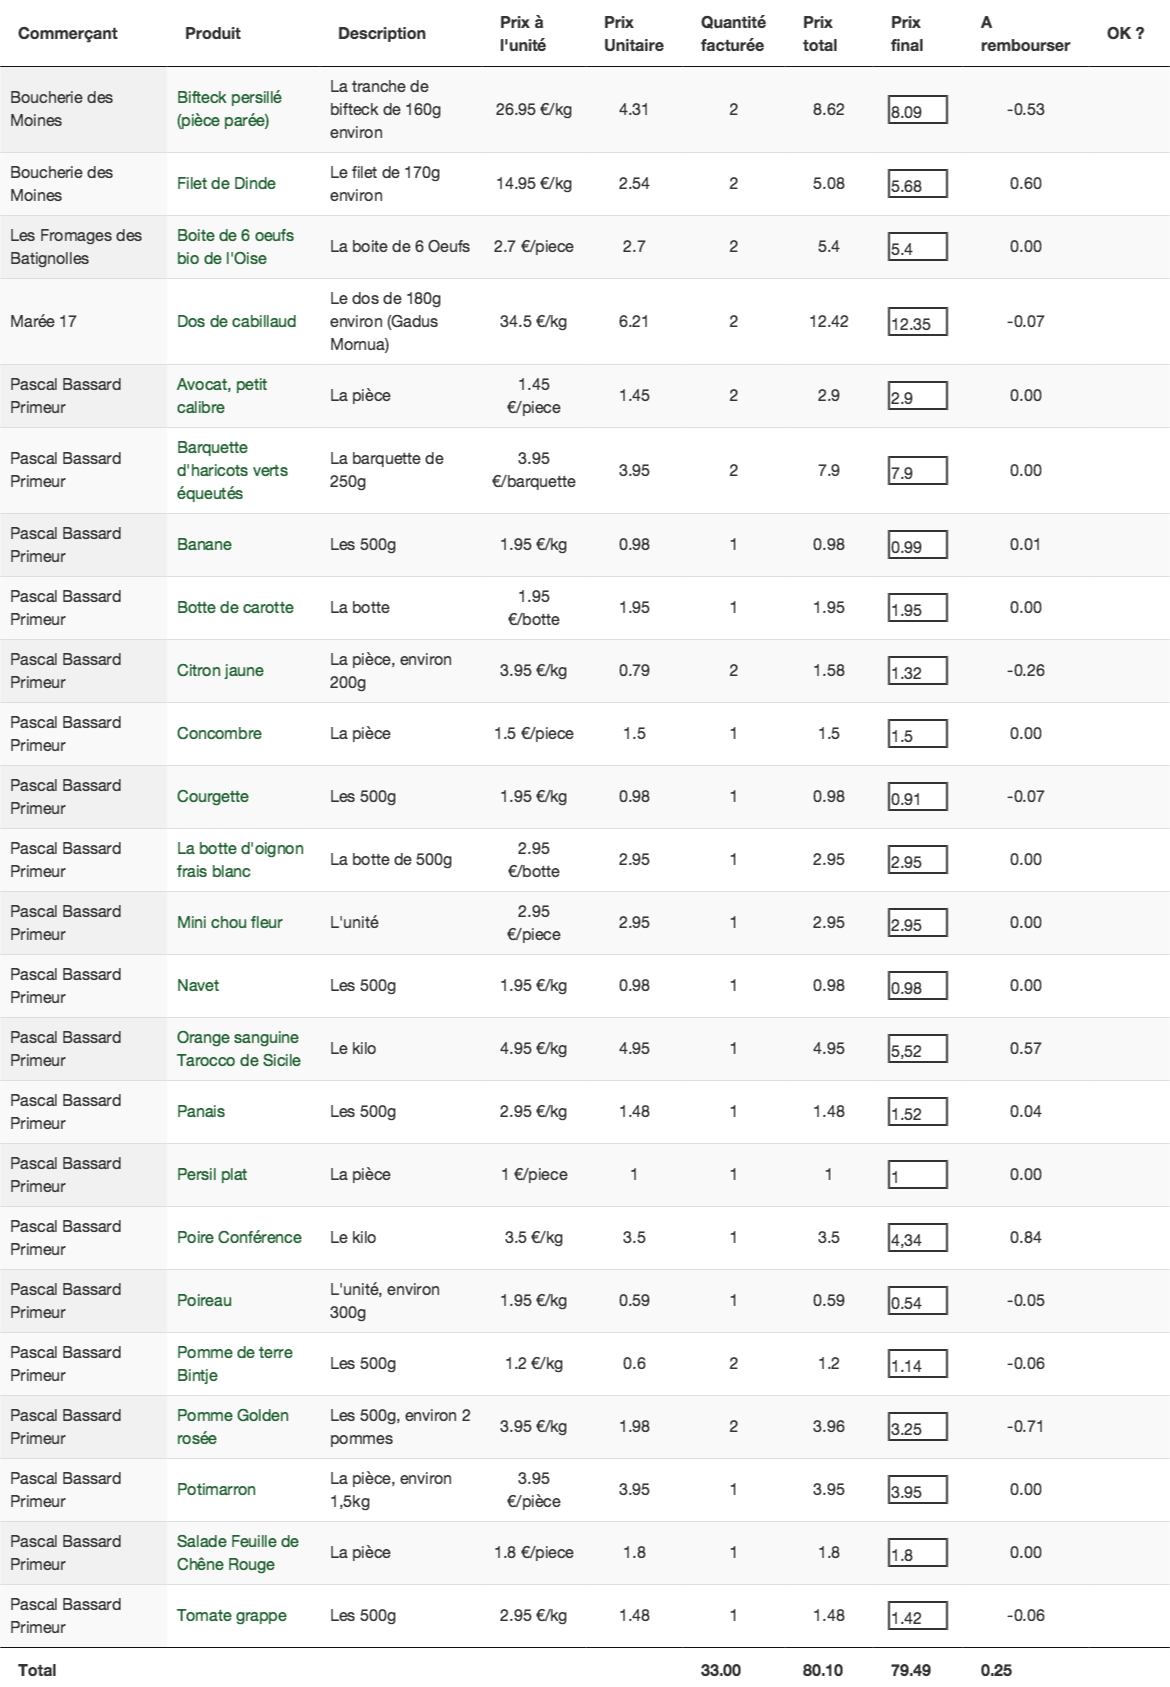 Commerçant Produit Description Prix à l'unité Prix Unitaire Quantité facturée Prix total Prix final A rembourser OK ?
Boucherie des Moines Bifteck persillé (pièce parée) La tranche de bifteck de 160g environ 26.95 €/kg 4.31 2 8.62 8.09 -0.53
Boucherie des Moines Filet de Dinde Le filet de 170g environ 14.95 €/kg 2.54 2 5.08 5.68 0.60
Les Fromages des Batignolles Boite de 6 oeufs bio de l'Oise La boite de 6 Oeufs 2.7 €/piece 2.7 2 5.4 5.4 0.00
Marée 17 Dos de cabillaud Le dos de 180g environ (Gadus Mornua) 34.5 €/kg 6.21 2 12.42 12.35 -0.07
Pascal Bassard Primeur Avocat, petit calibre La pièce 1.45 €/piece 1.45 2 2.9 2.9 0.00
Pascal Bassard Primeur Barquette d'haricots verts équeutés La barquette de 250g 3.95 €/barquette 3.95 2 7.9 7.9 0.00
Pascal Bassard Primeur Banane Les 500g 1.95 €/kg 0.98 1 0.98 0.99 0.01
Pascal Bassard Primeur Botte de carotte La botte 1.95 €/botte 1.95 1 1.95 1.95 0.00
Pascal Bassard Primeur Citron jaune La pièce, environ 200g 3.95 €/kg 0.79 2 1.58 1.32 -0.26
Pascal Bassard Primeur Concombre La pièce 1.5 €/piece 1.5 1 1.5 1.5 0.00
Pascal Bassard Primeur Courgette Les 500g 1.95 €/kg 0.98 1 0.98 0.91 -0.07
Pascal Bassard Primeur La botte d'oignon frais blanc La botte de 500g 2.95 €/botte 2.95 1 2.95 2.95 0.00
Pascal Bassard Primeur Mini chou fleur L'unité 2.95 €/piece 2.95 1 2.95 2.95 0.00
Pascal Bassard Primeur Navet Les 500g 1.95 €/kg 0.98 1 0.98 0.98 0.00
Pascal Bassard Primeur Orange sanguine Tarocco de Sicile Le kilo 4.95 €/kg 4.95 1 4.95 5,52 0.57
Pascal Bassard Primeur Panais Les 500g 2.95 €/kg 1.48 1 1.48 1.52 0.04
Pascal Bassard Primeur Persil plat La pièce 1 €/piece 1 1 1 1 0.00
Pascal Bassard Primeur Poire Conférence Le kilo 3.5 €/kg 3.5 1 3.5 4,34 0.84
Pascal Bassard Primeur Poireau L'unité, environ 300g 1.95 €/kg 0.59 1 0.59 0.54 -0.05
Pascal Bassard Primeur Pomme de terre Bintje Les 500g 1.2 €/kg 0.6 2 1.2 1.14 -0.06
Pascal Bassard Primeur Pomme Golden rosée Les 500g, environ 2 pommes 3.95 €/kg 1.98 2 3.96 3.25 -0.71
Pascal Bassard Primeur Potimarron La pièce, environ 1,5kg 3.95 €/pièce 3.95 1 3.95 3.95 0.00
Pascal Bassard Primeur Salade Feuille de Chêne Rouge La pièce 1.8 €/piece 1.8 1 1.8 1.8 0.00
Pascal Bassard Primeur Tomate grappe Les 500g 2.95 €/kg 1.48 1 1.48 1.42 -0.06
Total 33.00 80.10 79.49 0.25